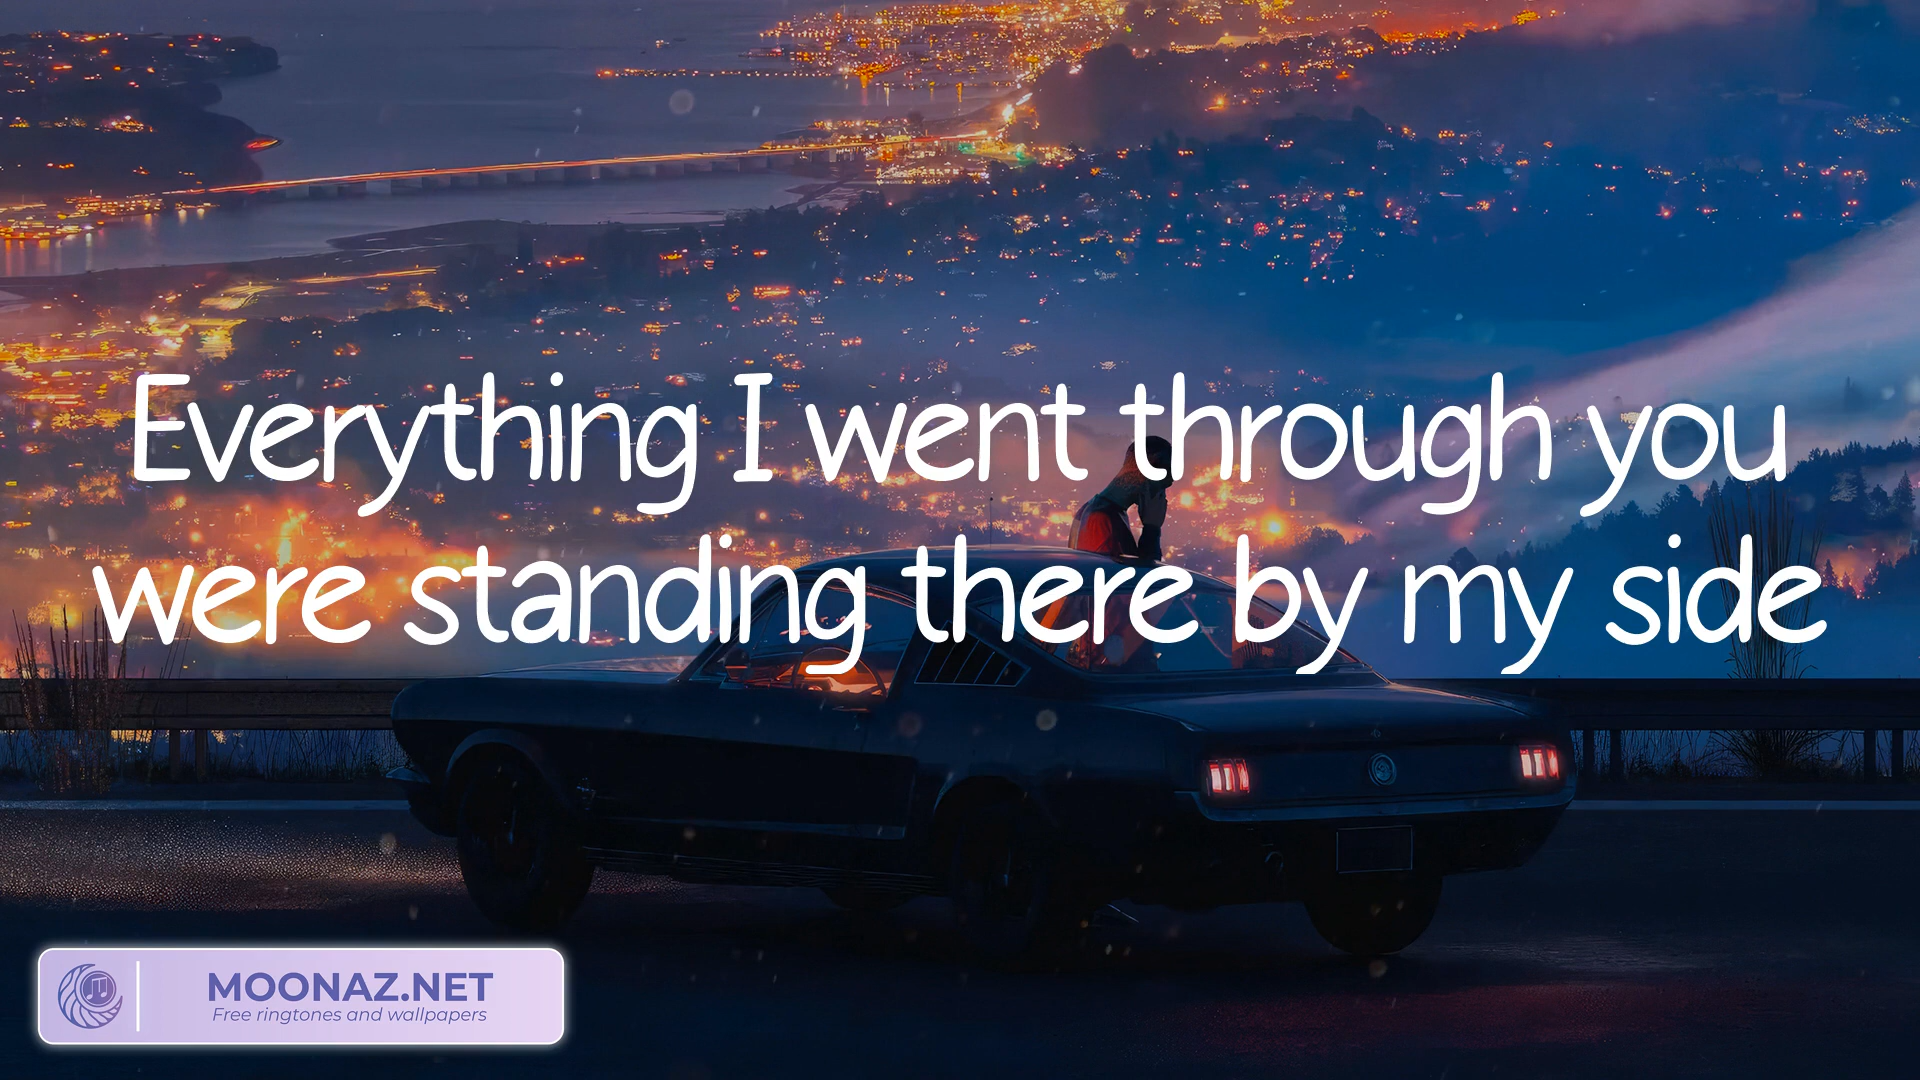 Everything I went through you
were standing there by my side
MOONAZ.NET
Free ringtones and wallpapers